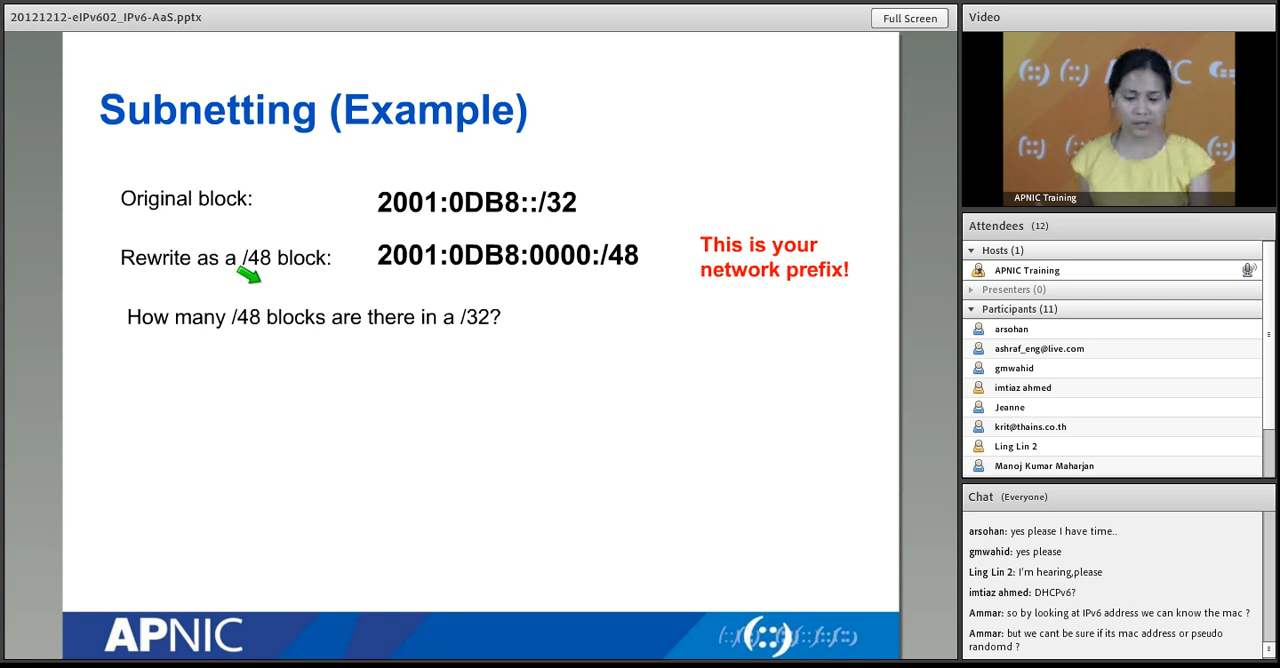 20121212-eIPv602_IPv6-AaS.pptx
Full Screen
Subnetting (Example)
Original block:
2001:0DB8::/32
Rewrite as a /48 block:
2001:0DB8:0000:/48
This is your
network prefix!
How many /48 blocks are there in a /32?
APNIC
(::)
Video
(::) (::) APNIC
(::)
APNIC Training
Attendees (12)
Hosts (1)
APNIC Training
Presenters (0)
Participants (11)
arsohan
ashraf_eng@live.com
gmwahid
imtiaz ahmed
Jeanne
krit@thains.co.th
Ling Lin 2
Manoj Kumar Maharjan
Chat (Everyone)
arsohan: yes please I have time..
gmwahid: yes please
Ling Lin 2: I'm hearing,please
imtiaz ahmed: DHCPv6?
Ammar: so by looking at IPv6 address we can know the mac ?
Ammar: but we cant be sure if its mac address or pseudo
randomd ?